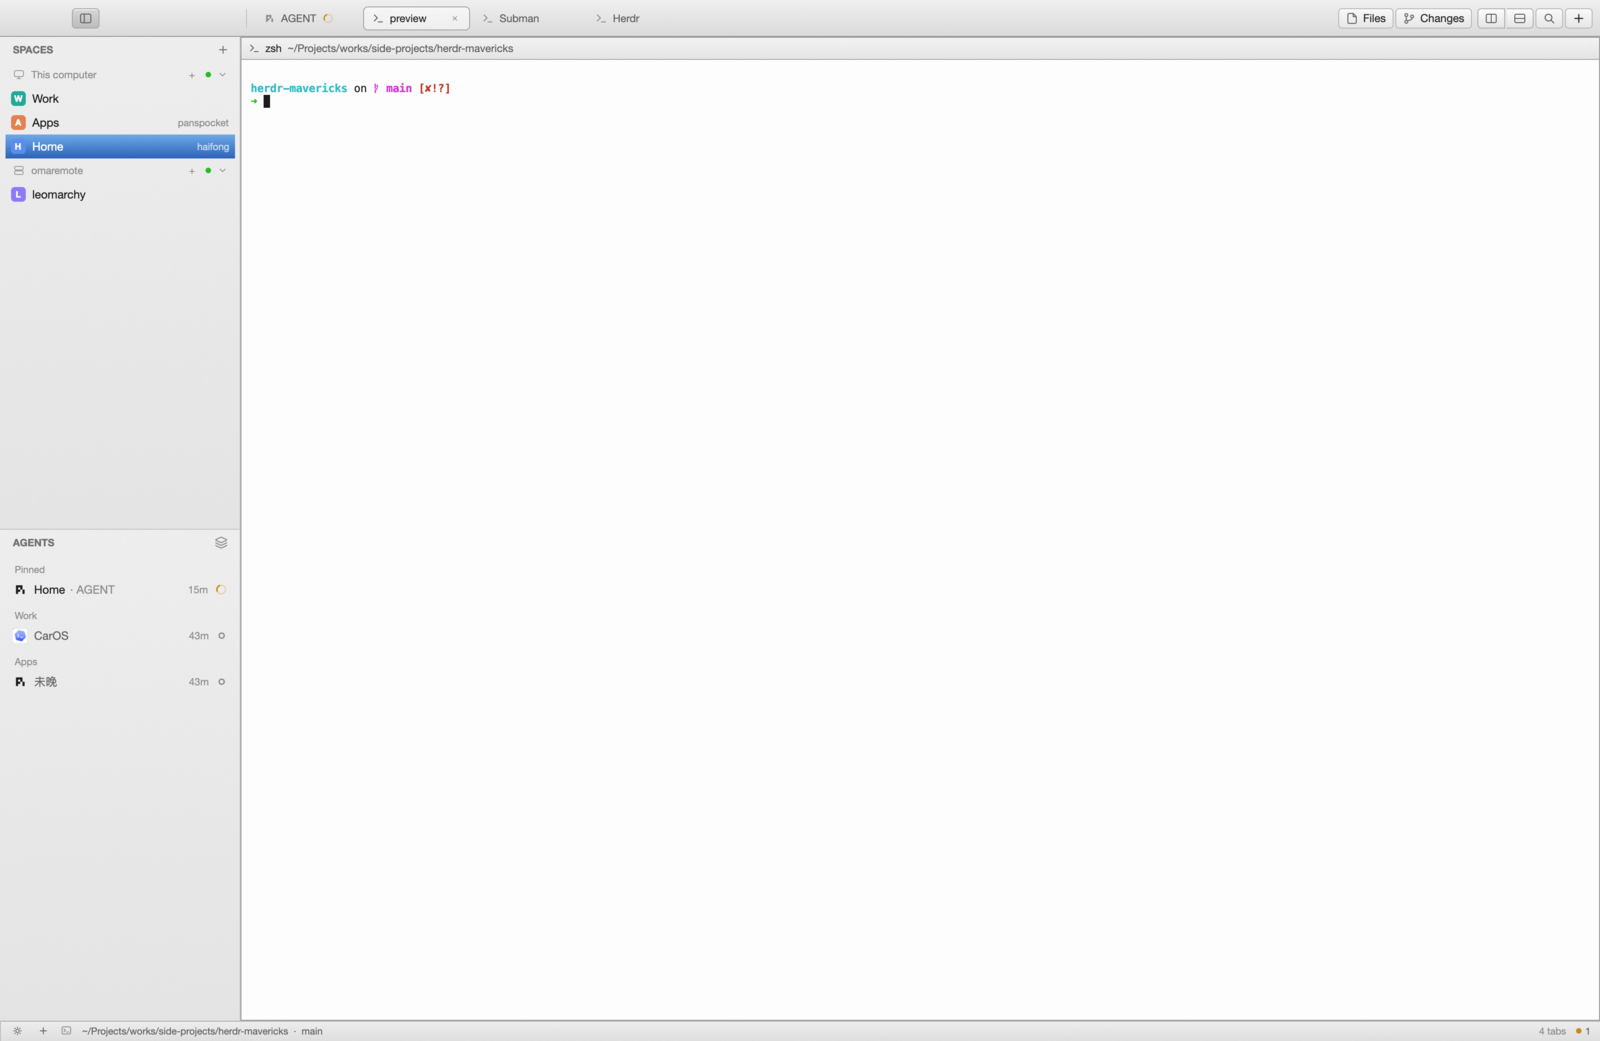 AGENT
preview ×
Subman
Herdr
Files
Changes
SPACES
This computer
W Work
A Apps panspocket
H Home haifong
omaremote
L leomarchy
zsh ~/Projects/works/side-projects/herdr-mavericks
herdr-mavericks on main [✘!?]
➜
AGENTS
Pinned
Home · AGENT 15m
Work
CarOS 43m
Apps
未晚 43m
~/Projects/works/side-projects/herdr-mavericks · main
4 tabs 1